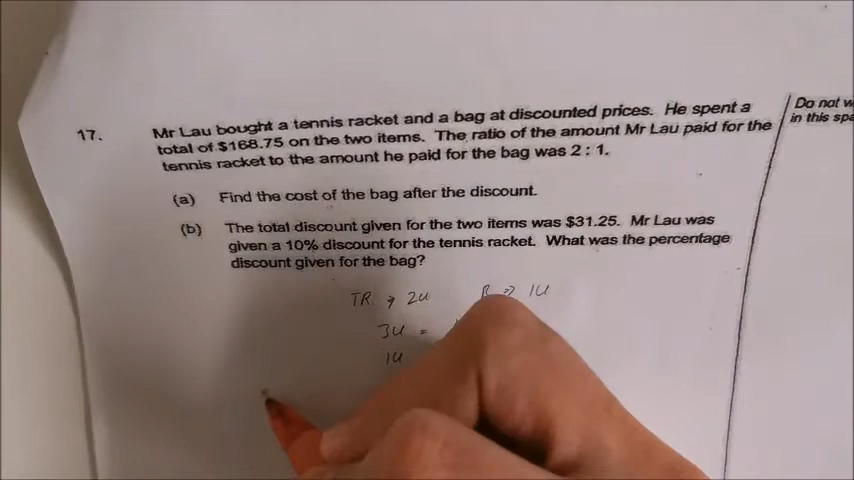 17. Mr Lau bought a tennis racket and a bag at discounted prices. He spent a
total of $168.75 on the two items. The ratio of the amount Mr Lau paid for the
tennis racket to the amount he paid for the bag was 2 : 1.
Do not w
in this spa
(a) Find the cost of the bag after the discount.
(b) The total discount given for the two items was $31.25. Mr Lau was
given a 10% discount for the tennis racket. What was the percentage
discount given for the bag?
TR → 2u B → 1u
3u =
1u